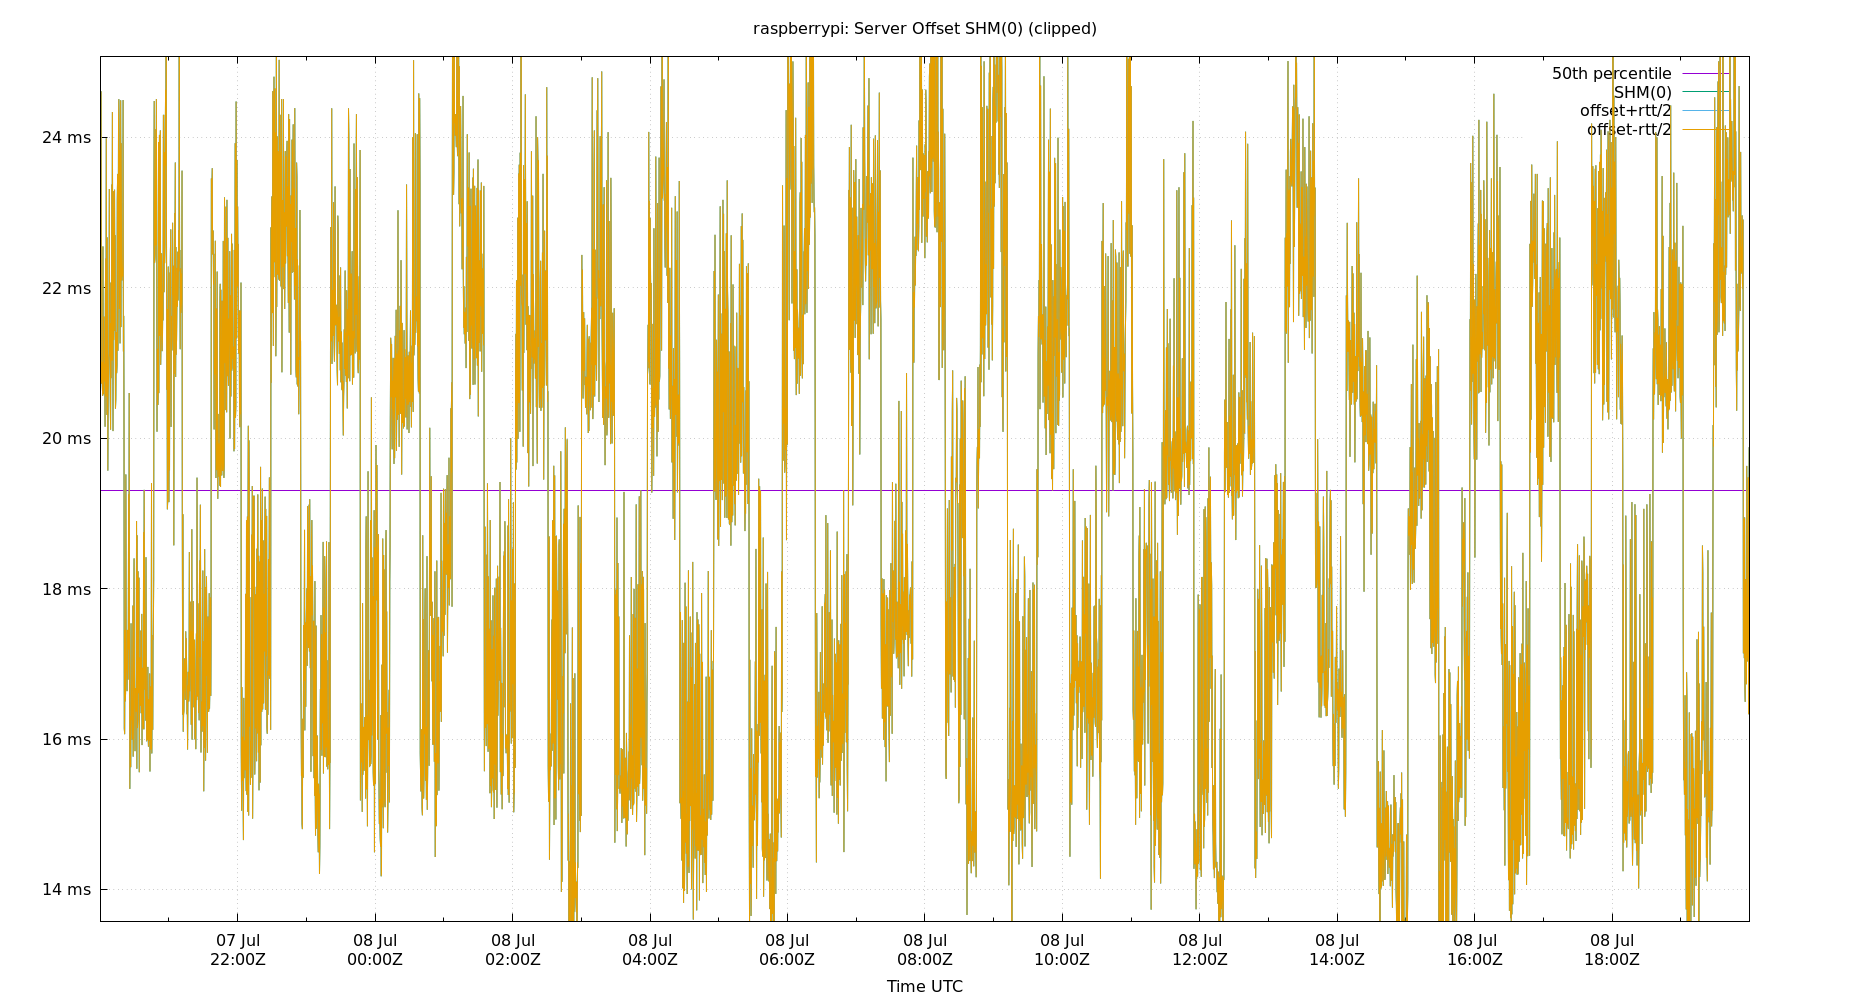 raspberrypi: Server Offset SHM(0) (clipped)
50th percentile
SHM(0)
offset+rtt/2
offset-rtt/2
24 ms
22 ms
20 ms
18 ms
16 ms
14 ms
07 Jul 08 Jul 08 Jul 08 Jul 08 Jul 08 Jul 08 Jul 08 Jul 08 Jul 08 Jul 08 Jul
22:00Z 00:00Z 02:00Z 04:00Z 06:00Z 08:00Z 10:00Z 12:00Z 14:00Z 16:00Z 18:00Z
Time UTC